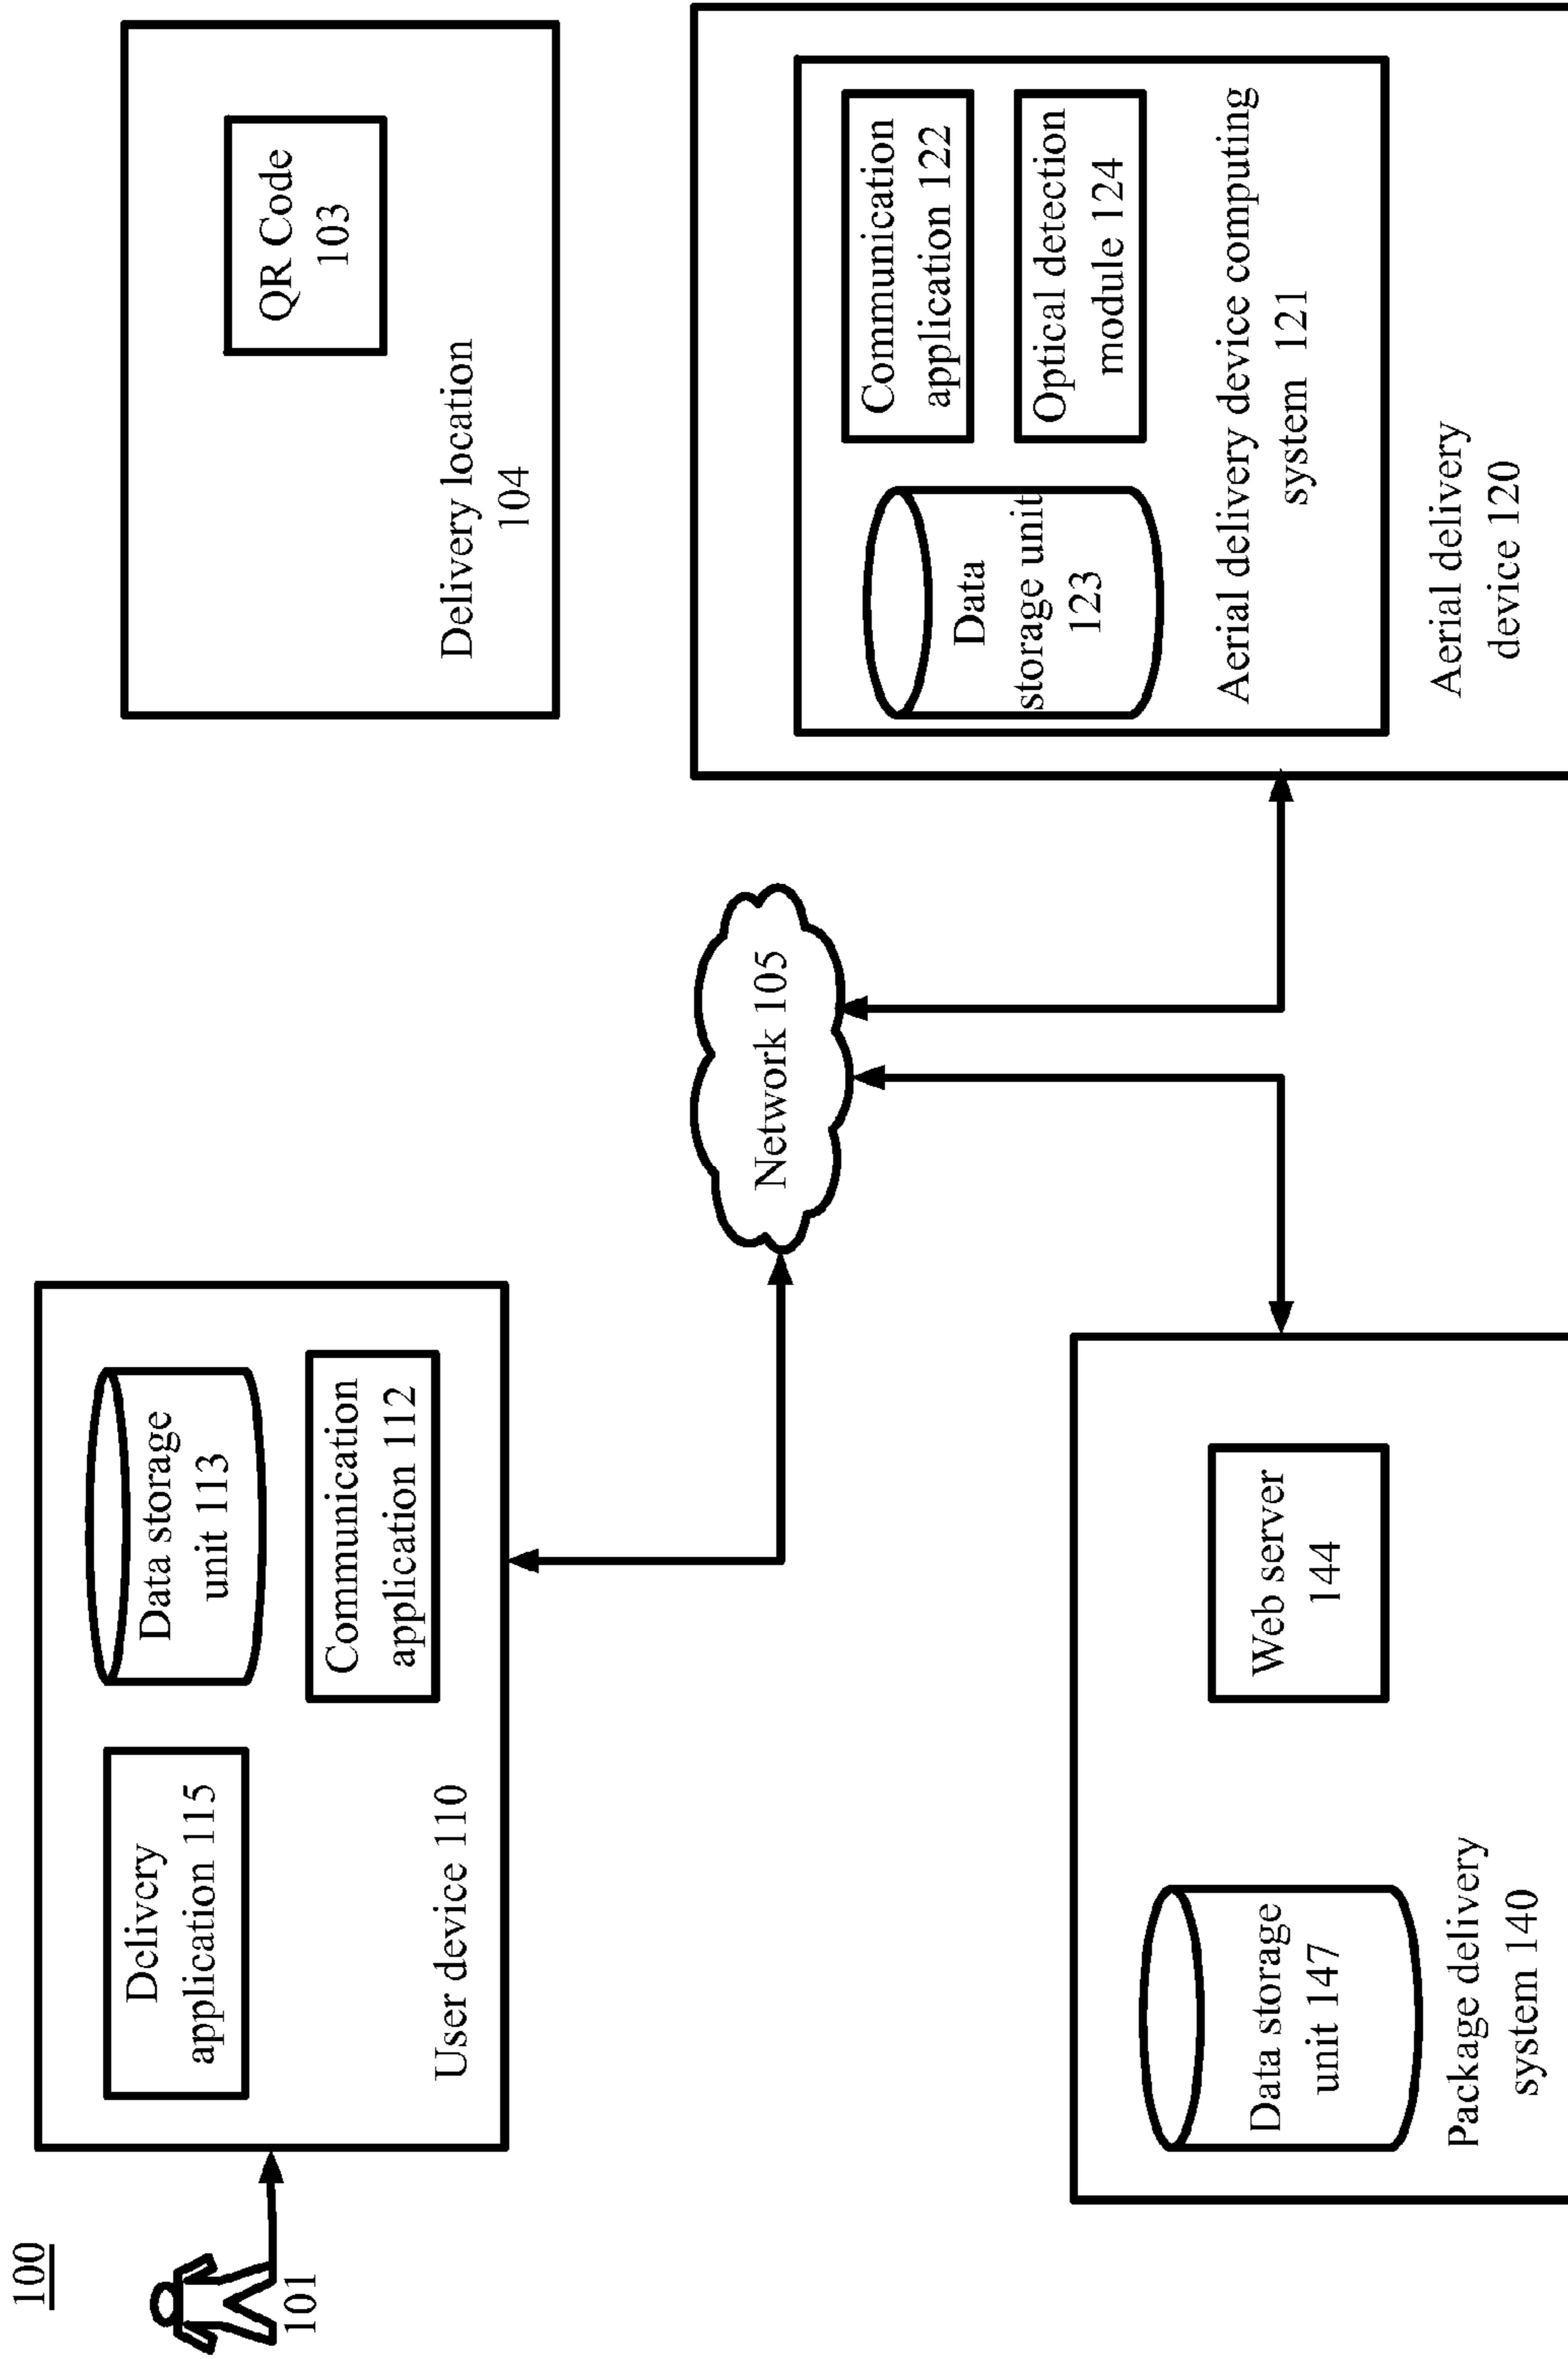 100
101
Delivery
application 115
Data storage
unit 113
Communication
application 112
User device 110
QR Code
103
Delivery location
104
Network 105
Data storage
unit 147
Web server
144
Package delivery
system 140
Data
storage unit
123
Communication
application 122
Optical detection
module 124
Aerial delivery device computing
system 121
Aerial delivery
device 120